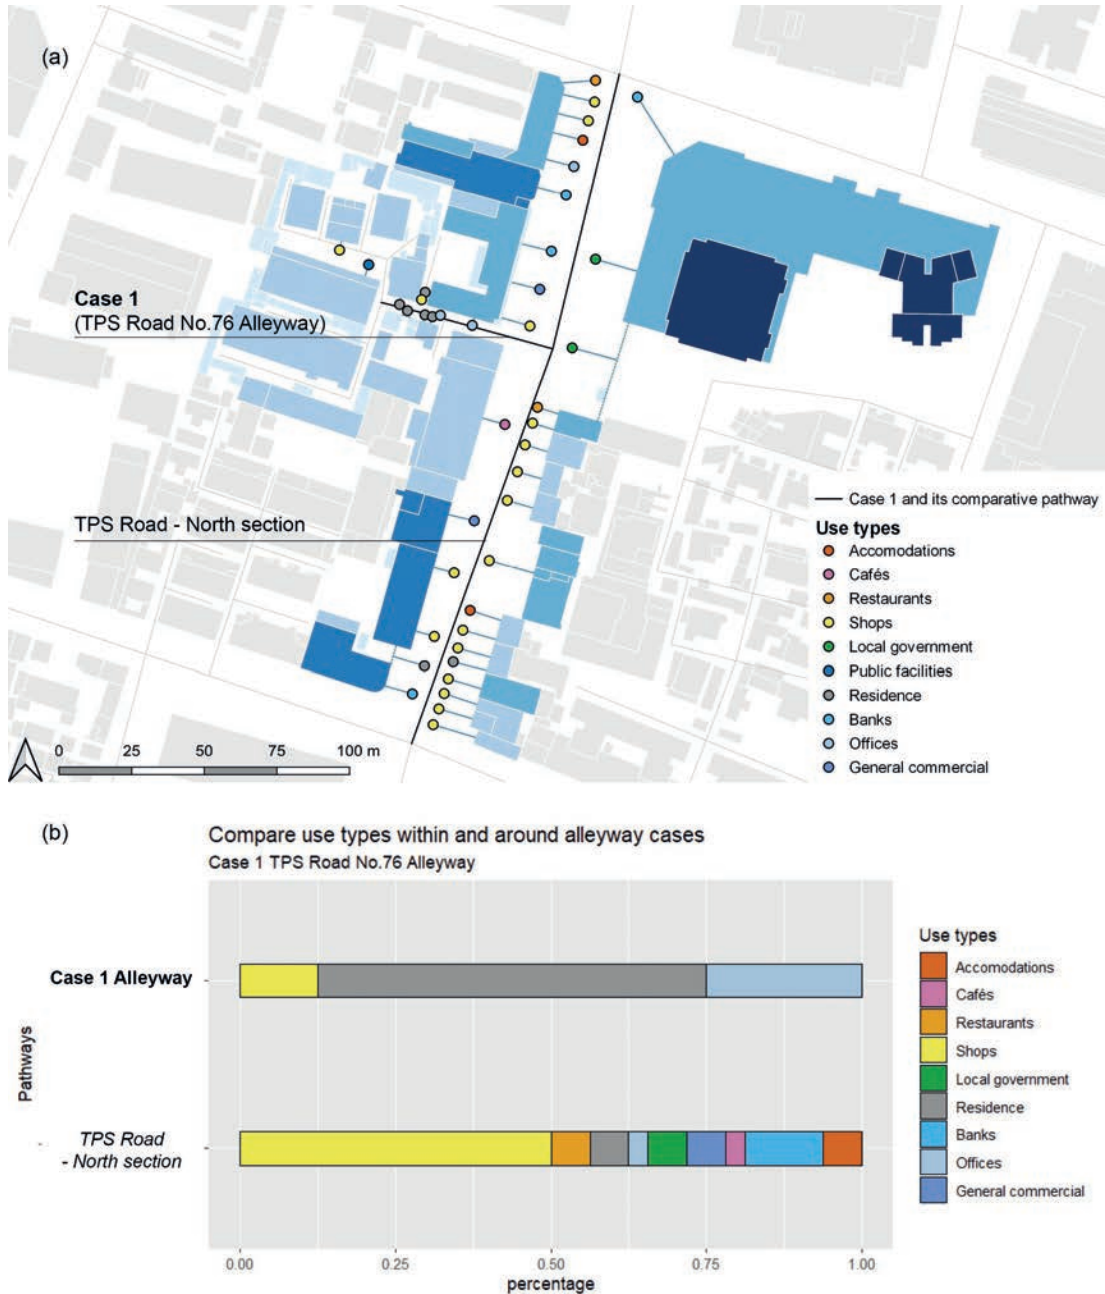 (a)
Case 1
(TPS Road No.76 Alleyway)
TPS Road - North section
Case 1 and its comparative pathway
Use types
Accomodations
Cafés
Restaurants
Shops
Local government
Public facilities
Residence
Banks
Offices
General commercial
0 25 50 75 100 m
(b)
Compare use types within and around alleyway cases
Case 1 TPS Road No.76 Alleyway
Pathways
Case 1 Alleyway
TPS Road
- North section
0.00 0.25 0.50 0.75 1.00
percentage
Use types
Accomodations
Cafés
Restaurants
Shops
Local government
Residence
Banks
Offices
General commercial